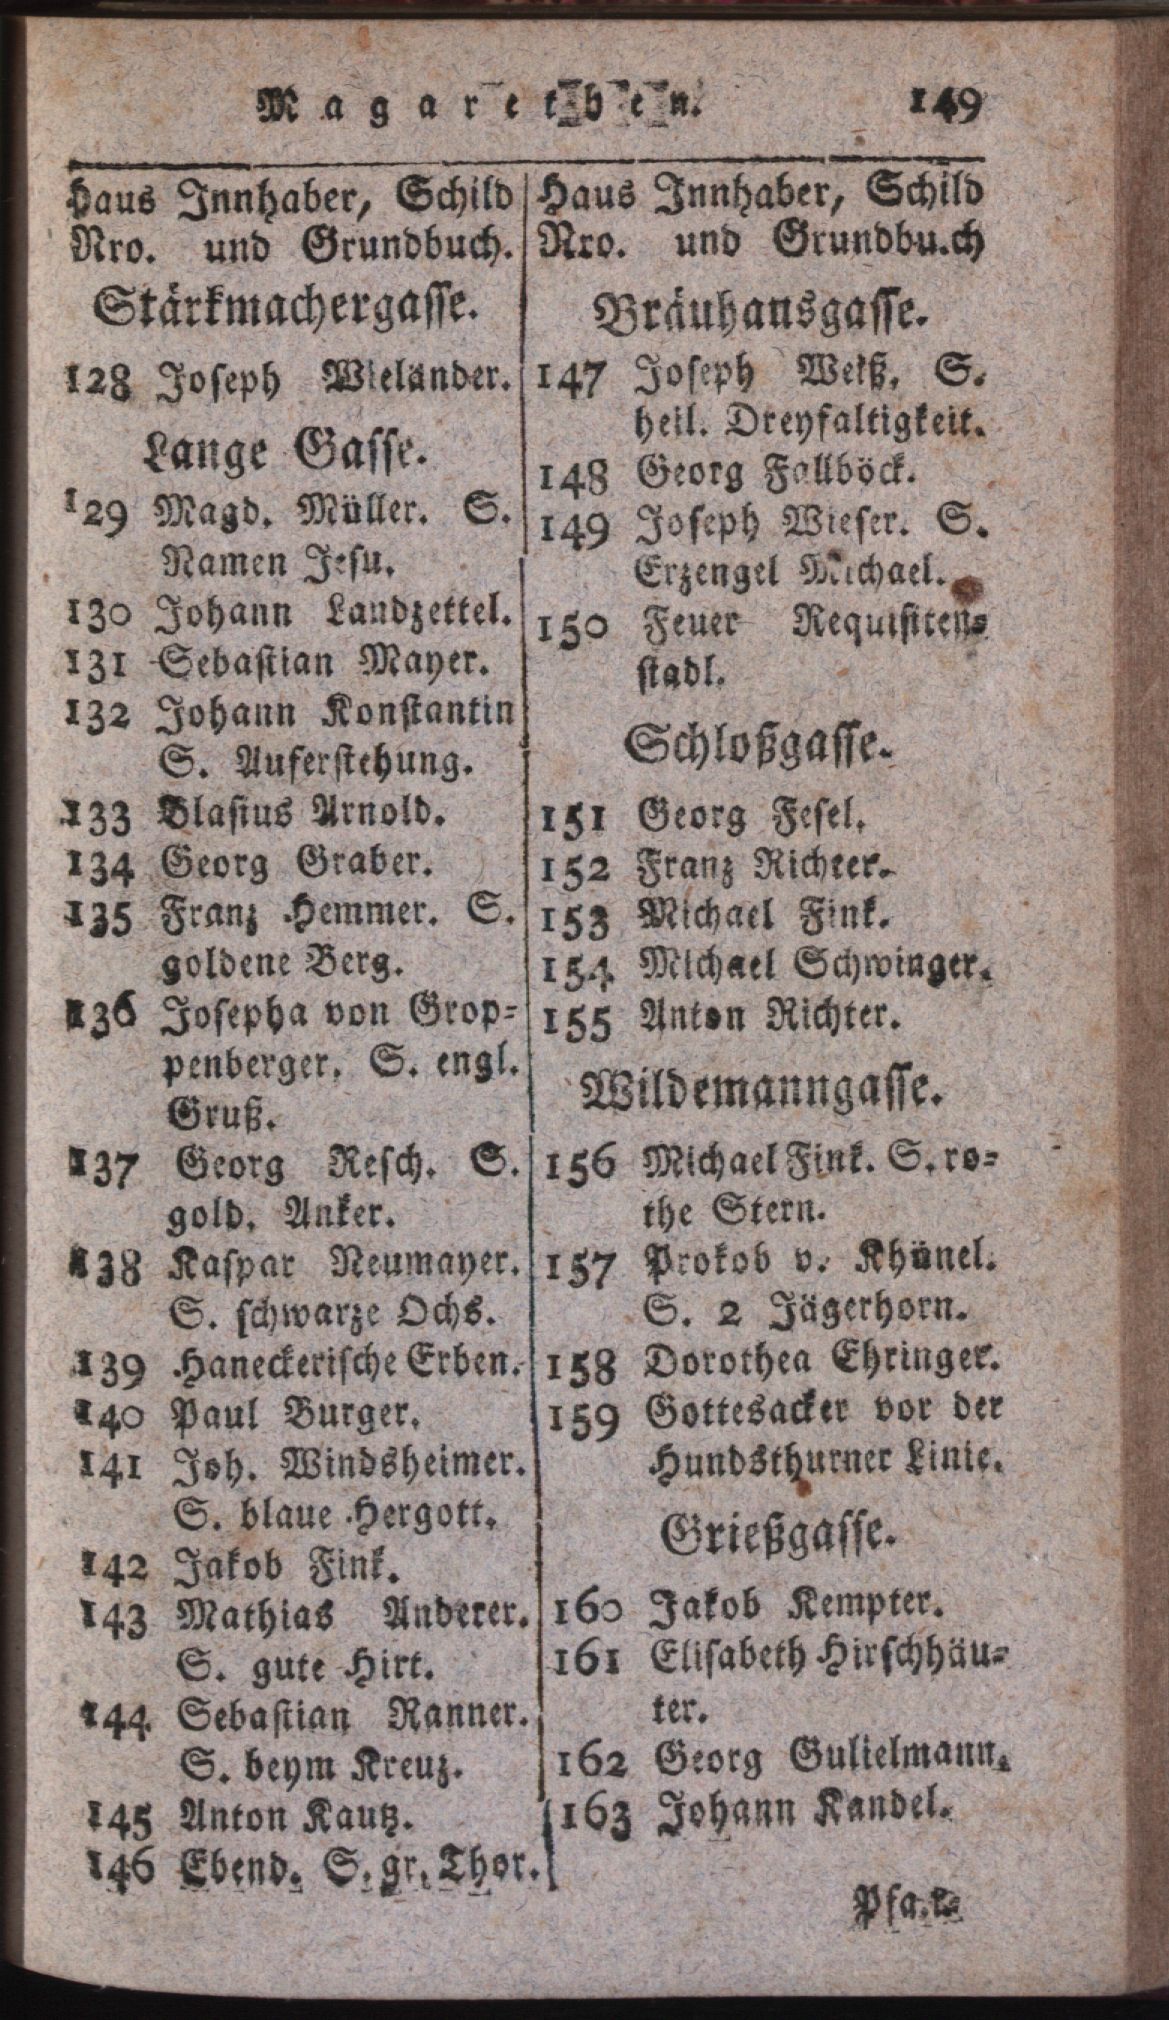 Magarethen. 149
Haus Innhaber, Schild
Nro. und Grundbuch.
Stärkmachergasse.
128 Joseph Wieländer.
Lange Gasse.
129 Magd. Müller. S.
Namen Jesu.
130 Johann Landzettel.
131 Sebastian Mayer.
132 Johann Konstantin
S. Auferstehung.
133 Blasius Arnold.
134 Georg Graber.
135 Franz Hemmer. S.
goldene Berg.
136 Josepha von Grop-
penberger. S. engl.
Gruß.
137 Georg Resch. S.
gold. Anker.
138 Kaspar Neumayer.
S. schwarze Ochs.
139 Haneckerische Erben.
140 Paul Burger.
141 Joh. Windsheimer.
S. blaue Hergott.
142 Jakob Fink.
143 Mathias Anderer.
S. gute Hirt.
144 Sebastian Ranner.
S. beym Kreuz.
145 Anton Kautz.
146 Ebend. S. gr. Thor.
Haus Innhaber, Schild
Nro. und Grundbu.ch
Bräuhausgasse.
147 Joseph Weiß. S.
heil. Dreyfaltigkeit.
148 Georg Fallböck.
149 Joseph Wieser. S.
Erzengel Michael.
150 Feuer Requisiten-
stadl.
Schloßgasse.
151 Georg Fesel.
152 Franz Richter.
153 Michael Fink.
154 Michael Schwinger.
155 Anton Richter.
Wildemanngasse.
156 Michael Fink. S. ro-
the Stern.
157 Prokob v. Khünel.
S. 2 Jägerhorn.
158 Dorothea Ehringer.
159 Gottesacker vor der
Hundsthurner Linie.
Grießgasse.
160 Jakob Kempter.
161 Elisabeth Hirschhäu-
ter.
162 Georg Gulielmann.
163 Johann Kandel.